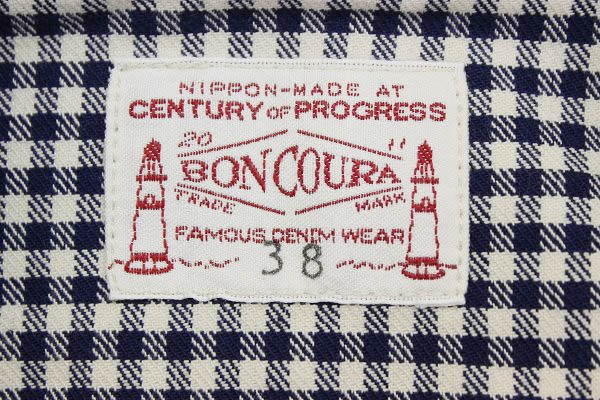 NIPPON-MADE AT
CENTURY OF PROGRESS
20 11
BONCOURA
TRADE MARK
FAMOUS DENIM WEAR
38